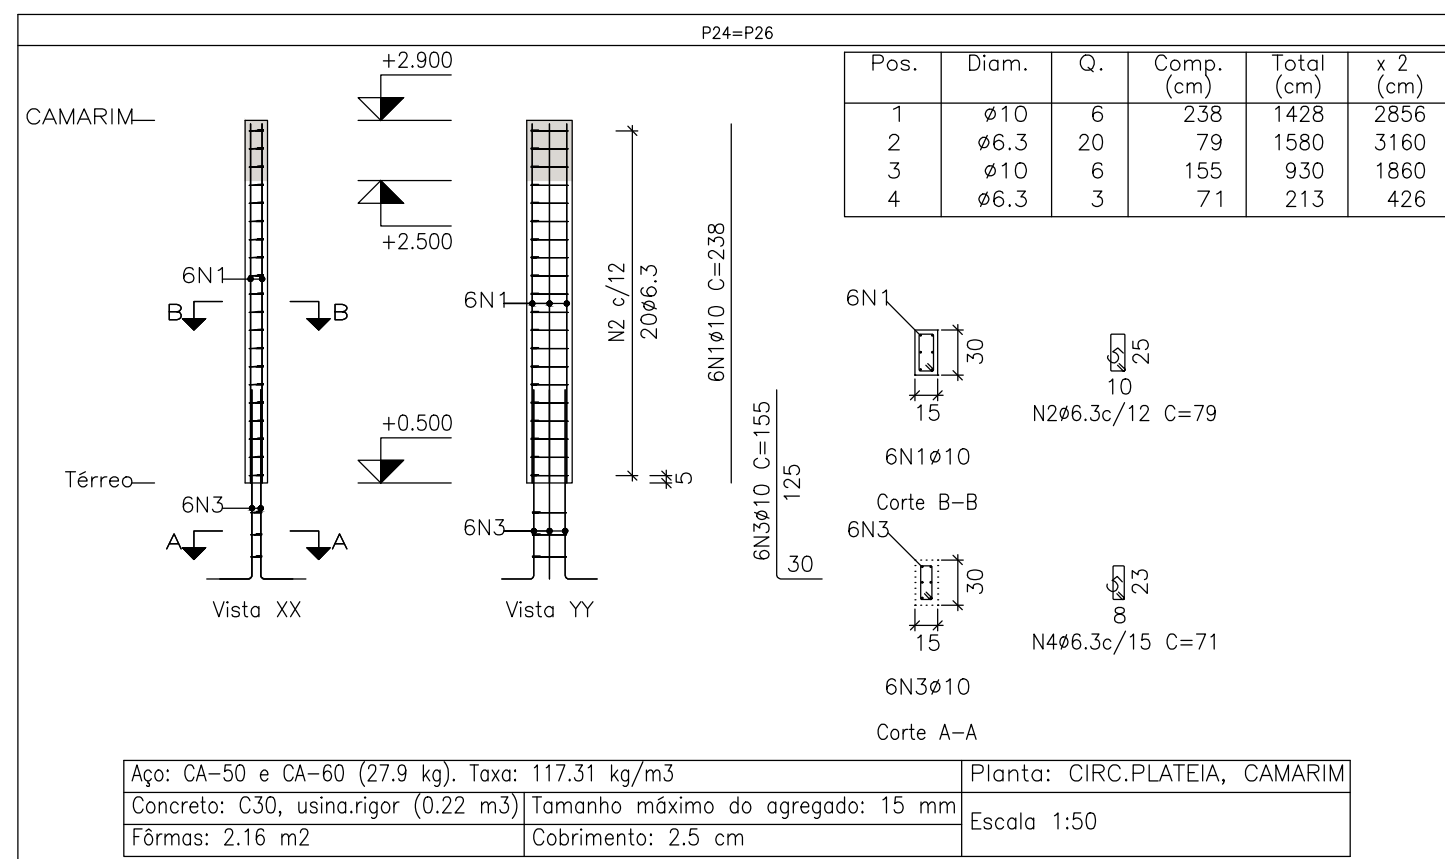 P24=P26
+2.900
CAMARIM
+2.500
6N1
B B
+0.500
Térreo
6N3
A A
Vista XX
6N1
6N3
Vista YY
N2 c/12
20ø6.3
5
6N1ø10 C=238
6N3ø10 C=155
125
30
Pos. Diam. Q. Comp. (cm) Total (cm) x 2 (cm)
1 ø10 6 238 1428 2856
2 ø6.3 20 79 1580 3160
3 ø10 6 155 930 1860
4 ø6.3 3 71 213 426
6N1
30
15
6N1ø10
Corte B-B
5
25
10
N2ø6.3c/12 C=79
6N3
30
15
6N3ø10
Corte A-A
5
23
8
N4ø6.3c/15 C=71
Aço: CA-50 e CA-60 (27.9 kg). Taxa: 117.31 kg/m3
Planta: CIRC.PLATEIA, CAMARIM
Concreto: C30, usina.rigor (0.22 m3)
Tamanho máximo do agregado: 15 mm
Escala 1:50
Fôrmas: 2.16 m2
Cobrimento: 2.5 cm